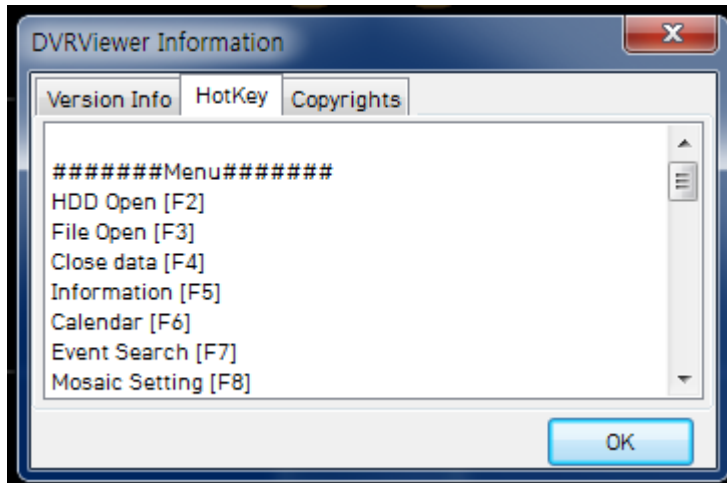 DVRViewer Information
Version Info HotKey Copyrights
#######Menu#######
HDD Open [F2]
File Open [F3]
Close data [F4]
Information [F5]
Calendar [F6]
Event Search [F7]
Mosaic Setting [F8]
OK